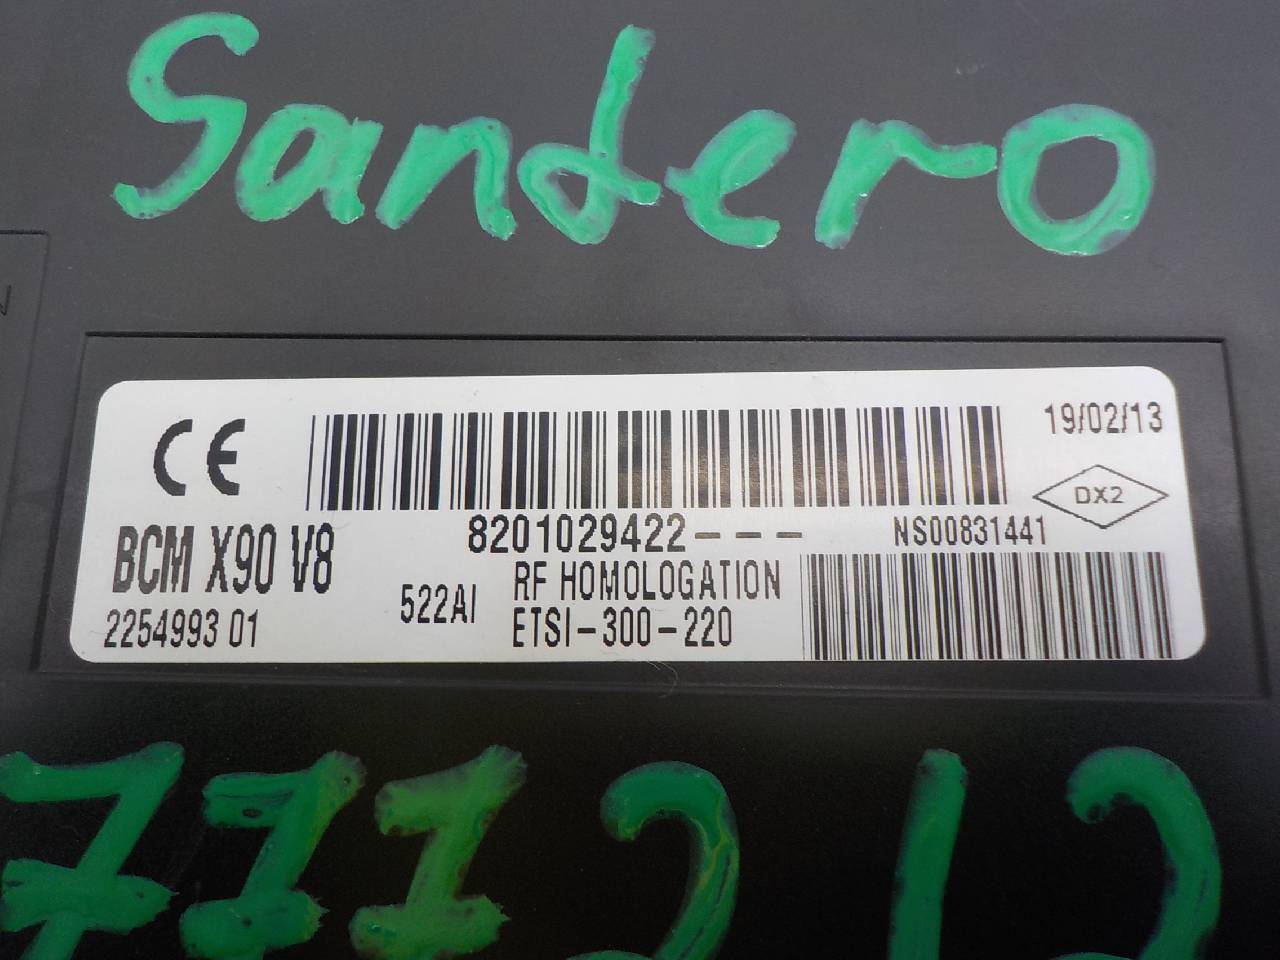 Sandero
CE
19/02/13
DX2
8201029422---
NS00831441
BCM X90 V8
RF HOMOLOGATION
522AI
2254993 01
ETSI-300-220